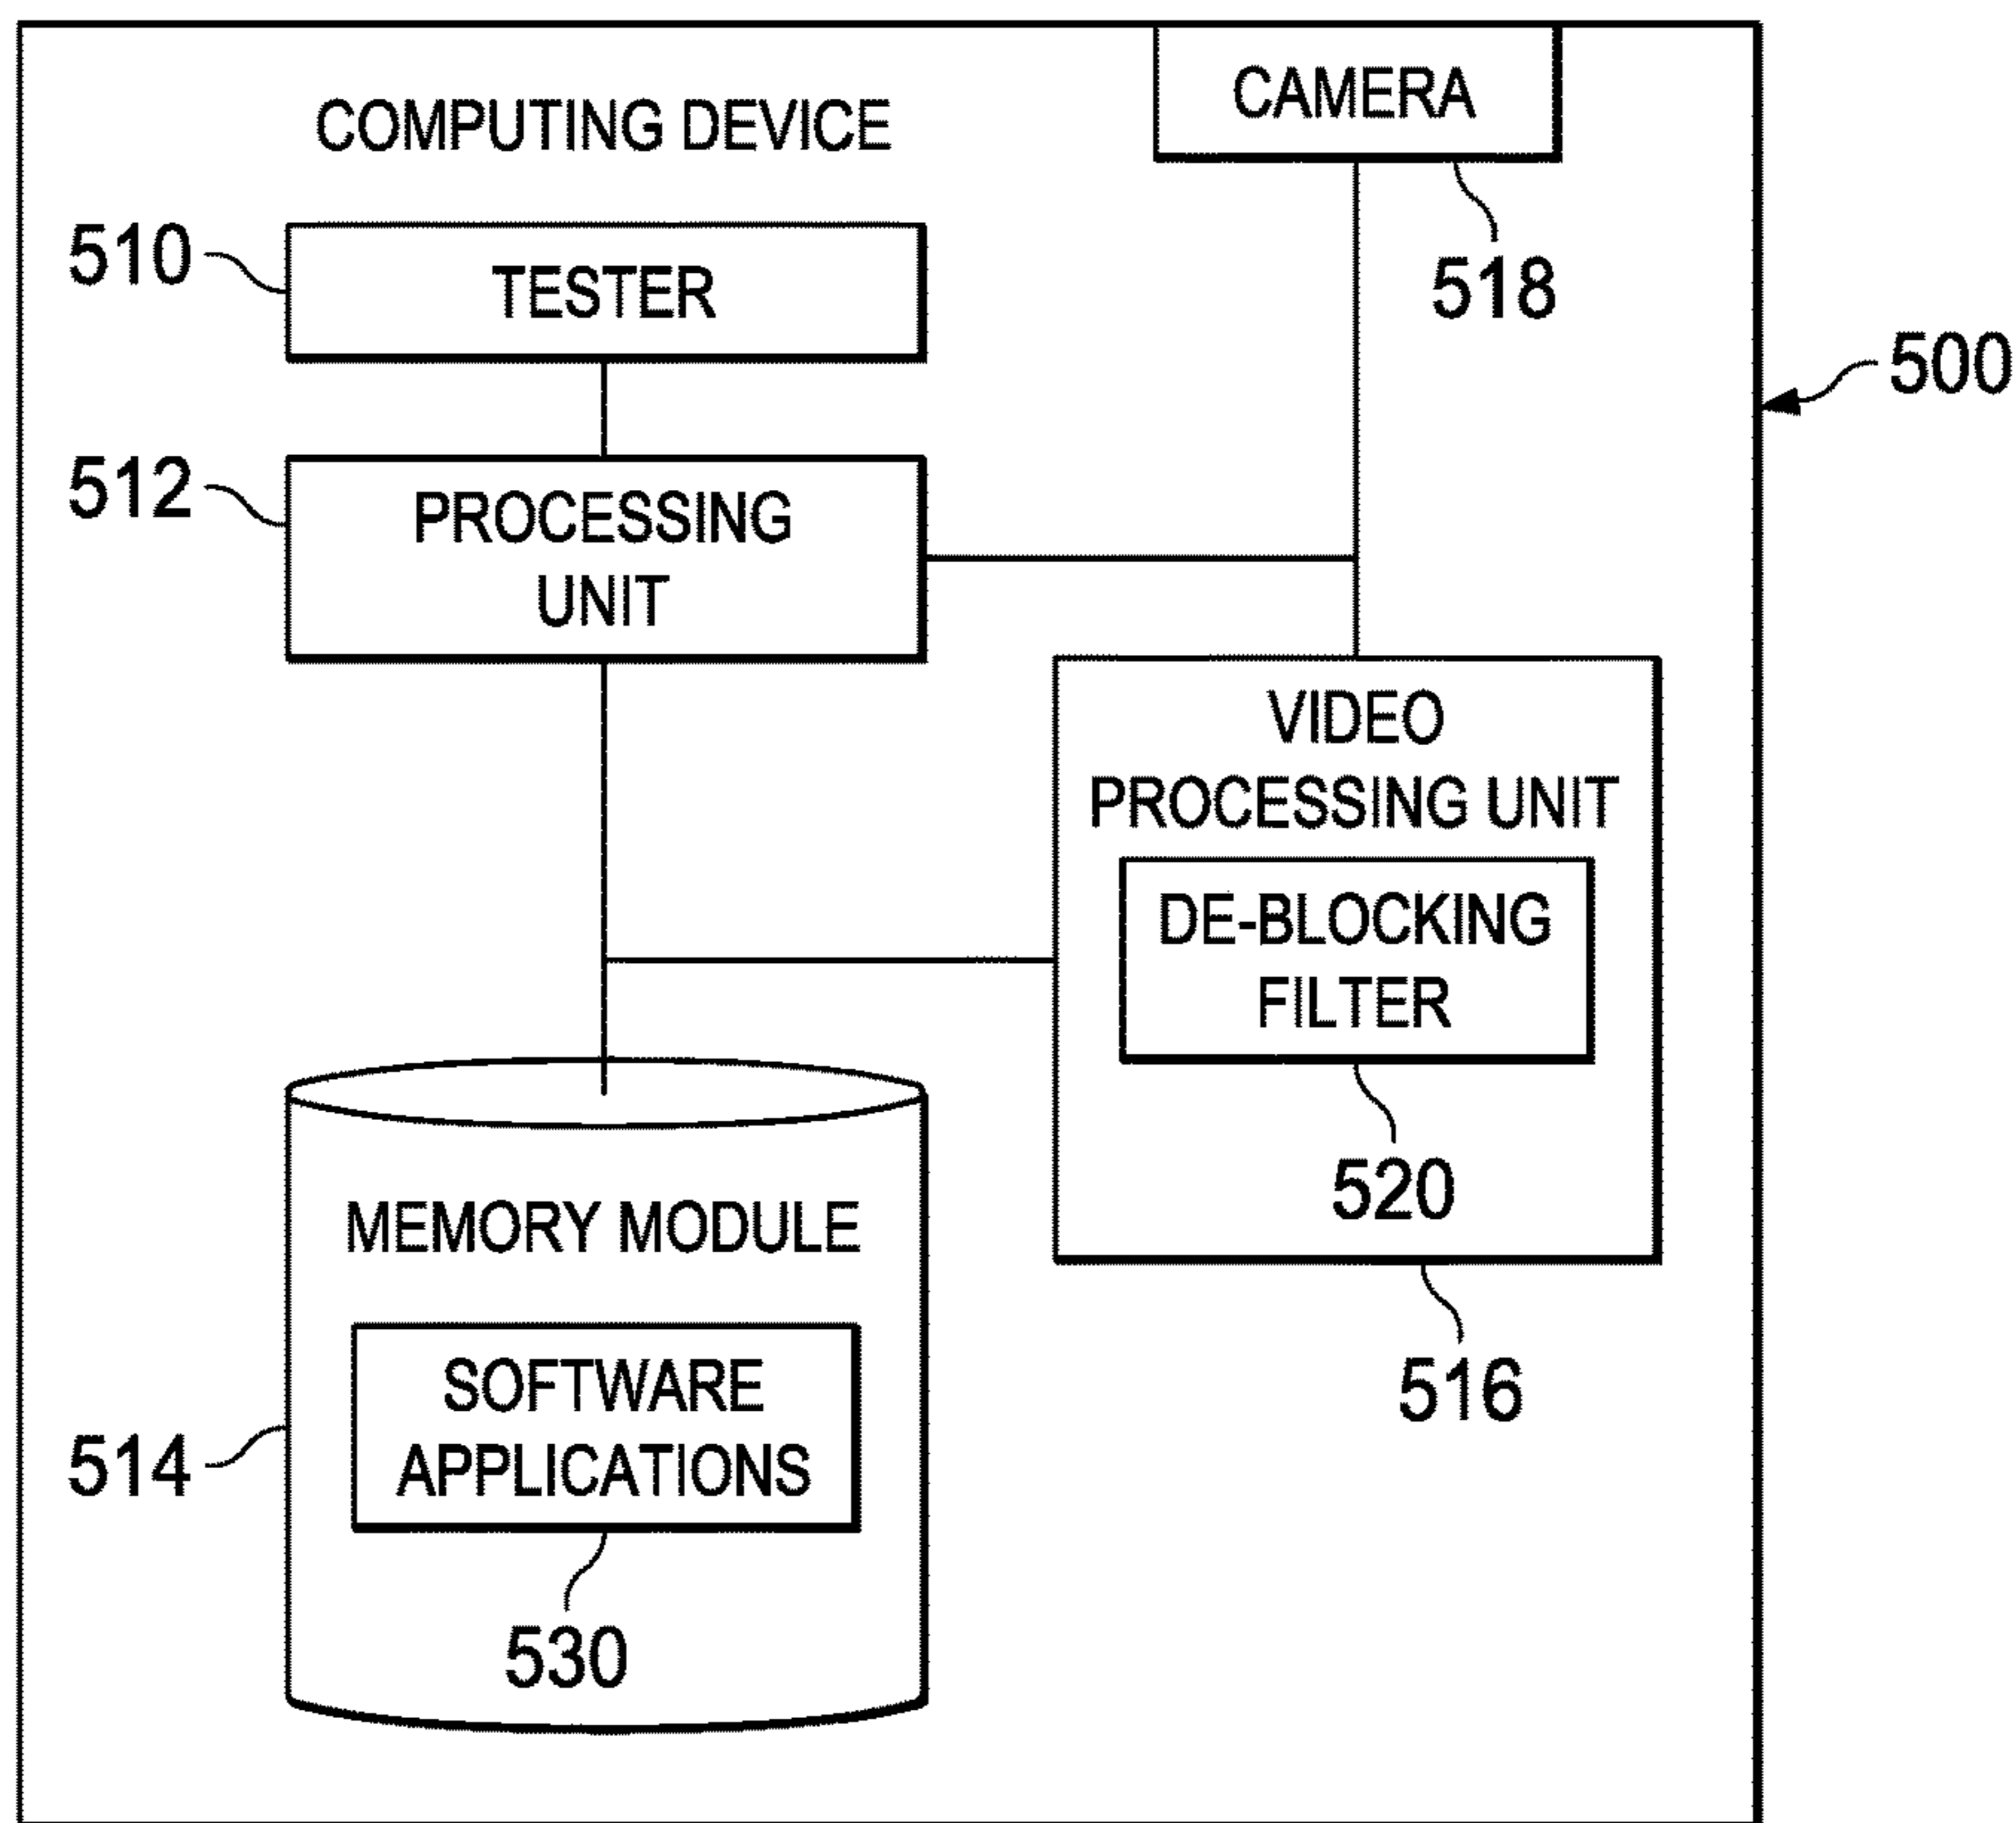 COMPUTING DEVICE
CAMERA
518
510
TESTER
500
512
PROCESSING
UNIT
VIDEO
PROCESSING UNIT
DE-BLOCKING
FILTER
520
516
MEMORY MODULE
SOFTWARE
APPLICATIONS
514
530